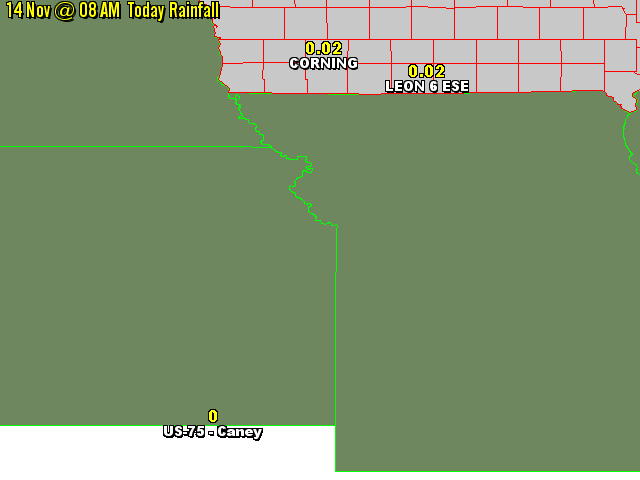 14 Nov @ 08 AM Today Rainfall
0.02
CORNING
0.02
LEON 6 ESE
0
US-75 - Caney